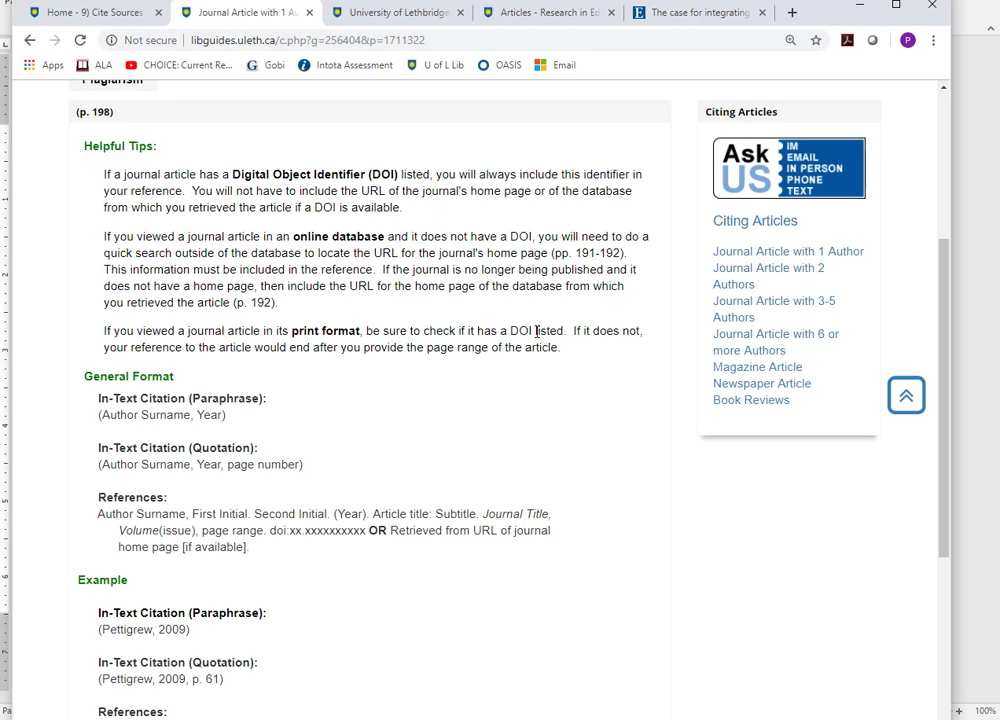 Home - 9) Cite Sources
Journal Article with 1 Au
University of Lethbridge
Articles - Research in Ed
The case for integrating
Not secure | libguides.uleth.ca/c.php?g=256404&p=1711322
P
Apps
ALA
CHOICE: Current Re...
Gobi
Intota Assessment
U of L Lib
OASIS
Email
Plagiarism
(p. 198)
Helpful Tips:
If a journal article has a Digital Object Identifier (DOI) listed, you will always include this identifier in
your reference. You will not have to include the URL of the journal's home page or of the database
from which you retrieved the article if a DOI is available.
If you viewed a journal article in an online database and it does not have a DOI, you will need to do a
quick search outside of the database to locate the URL for the journal's home page (pp. 191-192).
This information must be included in the reference. If the journal is no longer being published and it
does not have a home page, then include the URL for the home page of the database from which
you retrieved the article (p. 192).
If you viewed a journal article in its print format, be sure to check if it has a DOI listed. If it does not,
your reference to the article would end after you provide the page range of the article.
General Format
In-Text Citation (Paraphrase):
(Author Surname, Year)
In-Text Citation (Quotation):
(Author Surname, Year, page number)
References:
Author Surname, First Initial. Second Initial. (Year). Article title: Subtitle. Journal Title,
Volume(issue), page range. doi:xx.xxxxxxxxxx OR Retrieved from URL of journal
home page [if available].
Example
In-Text Citation (Paraphrase):
(Pettigrew, 2009)
In-Text Citation (Quotation):
(Pettigrew, 2009, p. 61)
References:
Citing Articles
Ask US
IM
EMAIL
IN PERSON
PHONE
TEXT
Citing Articles
Journal Article with 1 Author
Journal Article with 2
Authors
Journal Article with 3-5
Authors
Journal Article with 6 or
more Authors
Magazine Article
Newspaper Article
Book Reviews
100%